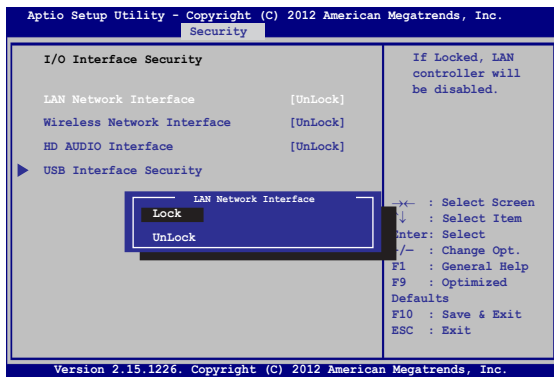 Aptio Setup Utility - Copyright (C) 2012 American Megatrends, Inc.
Security
I/O Interface Security
LAN Network Interface [UnLock]
Wireless Network Interface [UnLock]
HD AUDIO Interface [UnLock]
USB Interface Security
If Locked, LAN
controller will
be disabled.
LAN Network Interface
Lock
UnLock
→← : Select Screen
↑↓ : Select Item
Enter: Select
+/— : Change Opt.
F1 : General Help
F9 : Optimized
Defaults
F10 : Save & Exit
ESC : Exit
Version 2.15.1226. Copyright (C) 2012 American Megatrends, Inc.